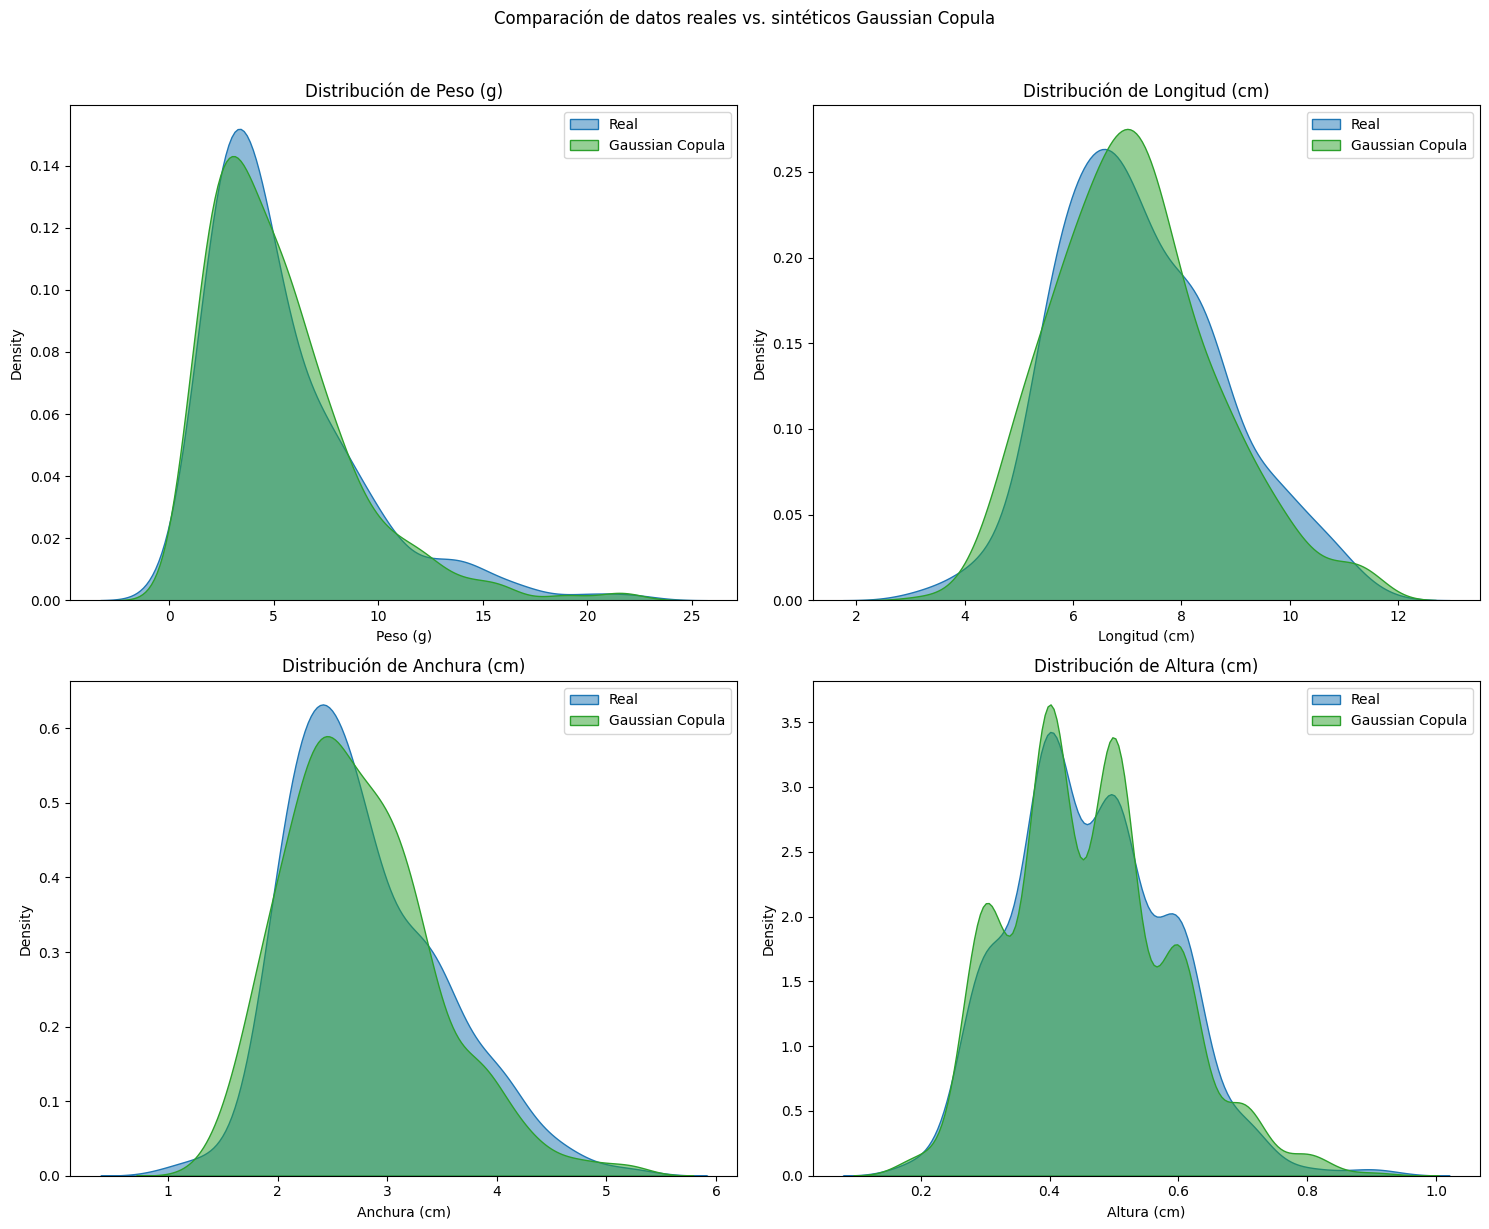 Comparación de datos reales vs. sintéticos Gaussian Copula
Distribución de Peso (g)
Real
Gaussian Copula
Density
0.14
0.12
0.10
0.08
0.06
0.04
0.02
0.00
0 5 10 15 20 25
Peso (g)
Distribución de Longitud (cm)
Real
Gaussian Copula
Density
0.25
0.20
0.15
0.10
0.05
0.00
2 4 6 8 10 12
Longitud (cm)
Distribución de Anchura (cm)
Real
Gaussian Copula
Density
0.6
0.5
0.4
0.3
0.2
0.1
0.0
1 2 3 4 5 6
Anchura (cm)
Distribución de Altura (cm)
Real
Gaussian Copula
Density
3.5
3.0
2.5
2.0
1.5
1.0
0.5
0.0
0.2 0.4 0.6 0.8 1.0
Altura (cm)